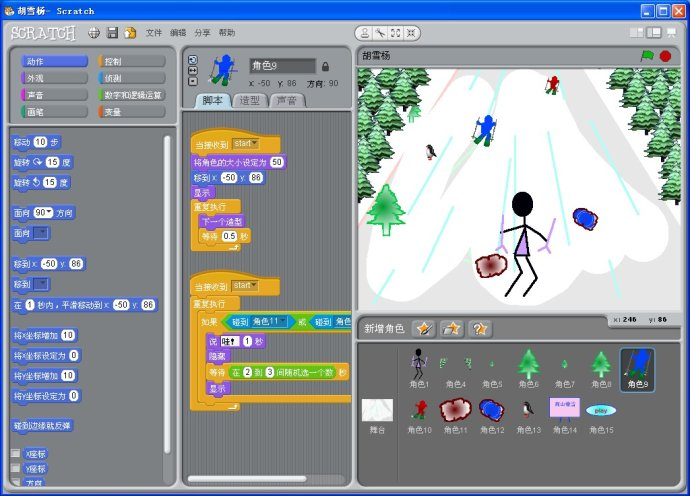 胡雪杨- Scratch
SCRATCH 文件 编辑 分享 帮助
动作 控制
外观 侦测
声音 数字和逻辑运算
画笔 变量
移动 10 步
旋转 15 度
旋转 15 度
面向 90 方向
面向
移到 x: -50 y: 86
移到
在 1 秒内，平滑移动到 x: -50 y: 86
将x坐标增加 10
将x坐标设定为 0
将y坐标增加 10
将y坐标设定为 0
碰到边缘就反弹
x座标
y座标
方向
角色9
x: -50 y: 86 方向: 90
脚本 造型 声音
当接收到 start
将角色的大小设定为 50
移到 x: -50 y: 86
显示
重复执行
下一个造型
等待 0.5 秒
当接收到 start
重复执行
如果 碰到 角色11 或 碰到 角色
说 哇! 1 秒
隐藏
等待 在 2 到 3 间随机选一个数 秒
显示
胡雪杨
x: 246 y: 86
新增角色
角色1 角色4 角色5 角色6 角色7 角色8 角色9
舞台 角色10 角色11 角色12 角色13 角色14 角色15
play